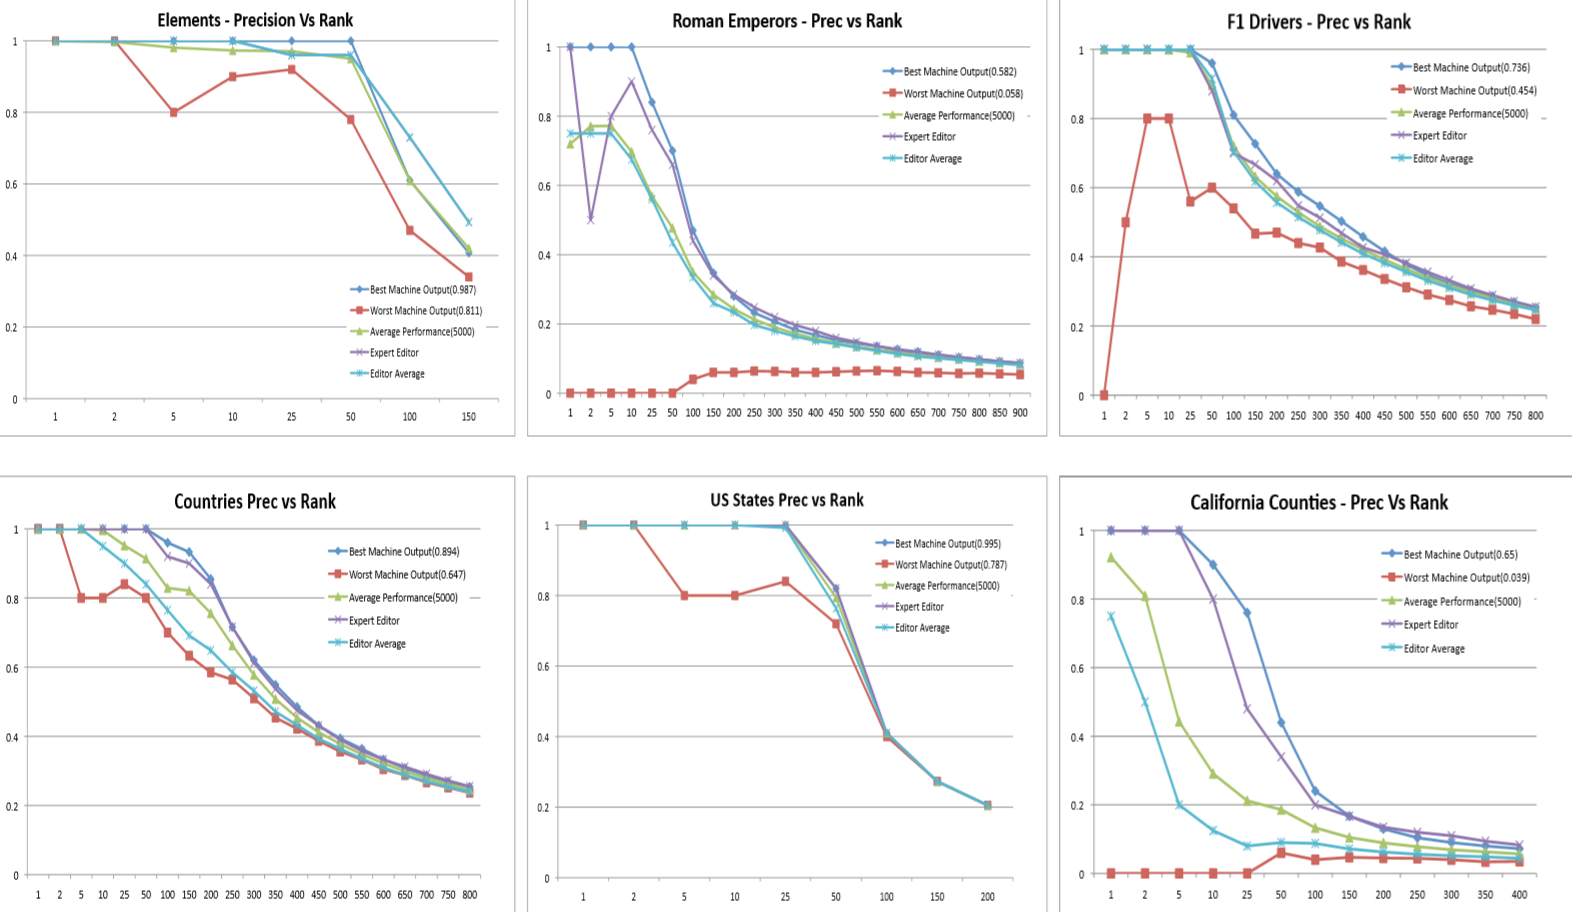 Elements - Precision Vs Rank
1
0.8
0.6
0.4
0.2
0
1 2 5 10 25 50 100 150
Best Machine Output(0.987)
Worst Machine Output(0.811)
Average Performance(5000)
Expert Editor
Editor Average
Roman Emperors - Prec vs Rank
1
0.8
0.6
0.4
0.2
0
1 2 5 10 25 50 100 150 200 250 300 350 400 450 500 550 600 650 700 750 800 850 900
Best Machine Output(0.582)
Worst Machine Output(0.058)
Average Performance(5000)
Expert Editor
Editor Average
F1 Drivers - Prec vs Rank
1
0.8
0.6
0.4
0.2
0
1 2 5 10 25 50 100 150 200 250 300 350 400 450 500 550 600 650 700 750 800
Best Machine Output(0.736)
Worst Machine Output(0.454)
Average Performance(5000)
Expert Editor
Editor Average
Countries Prec vs Rank
1
0.8
0.6
0.4
0.2
0
1 2 5 10 25 50 100 150 200 250 300 350 400 450 500 550 600 650 700 750 800
Best Machine Output(0.894)
Worst Machine Output(0.647)
Average Performance(5000)
Expert Editor
Editor Average
US States Prec vs Rank
1
0.8
0.6
0.4
0.2
0
1 2 5 10 25 50 100 150 200
Best Machine Output(0.995)
Worst Machine Output(0.787)
Average Performance(5000)
Expert Editor
Editor Average
California Counties - Prec Vs Rank
1
0.8
0.6
0.4
0.2
0
1 2 5 10 25 50 100 150 200 250 300 350 400
Best Machine Output(0.65)
Worst Machine Output(0.039)
Average Performance(5000)
Expert Editor
Editor Average